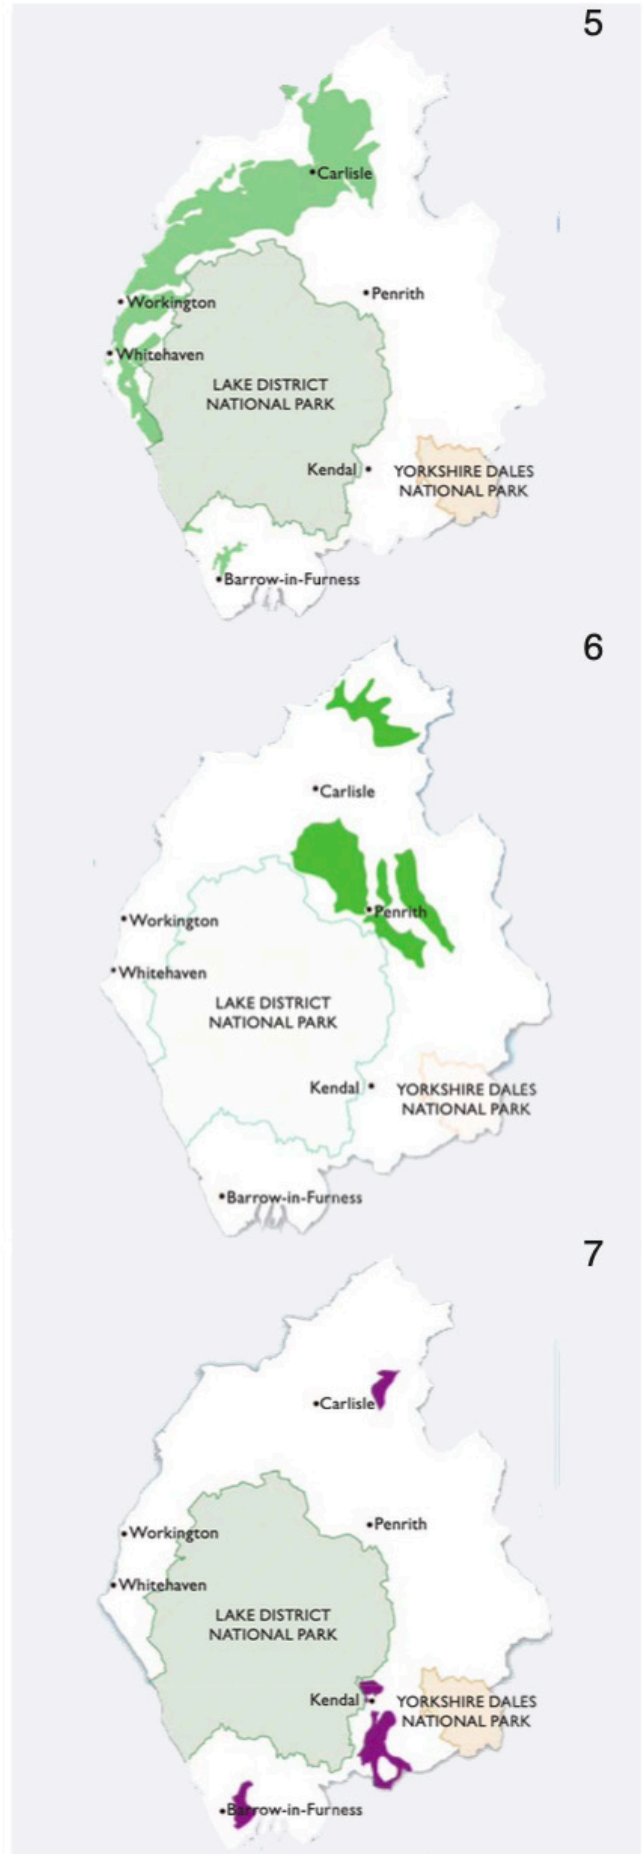 5
Carlisle
Penrith
Workington
Whitehaven
LAKE DISTRICT
NATIONAL PARK
Kendal
YORKSHIRE DALES
NATIONAL PARK
Barrow-in-Furness
6
Carlisle
Penrith
Workington
Whitehaven
LAKE DISTRICT
NATIONAL PARK
Kendal
YORKSHIRE DALES
NATIONAL PARK
Barrow-in-Furness
7
Carlisle
Penrith
Workington
Whitehaven
LAKE DISTRICT
NATIONAL PARK
Kendal
YORKSHIRE DALES
NATIONAL PARK
Barrow-in-Furness